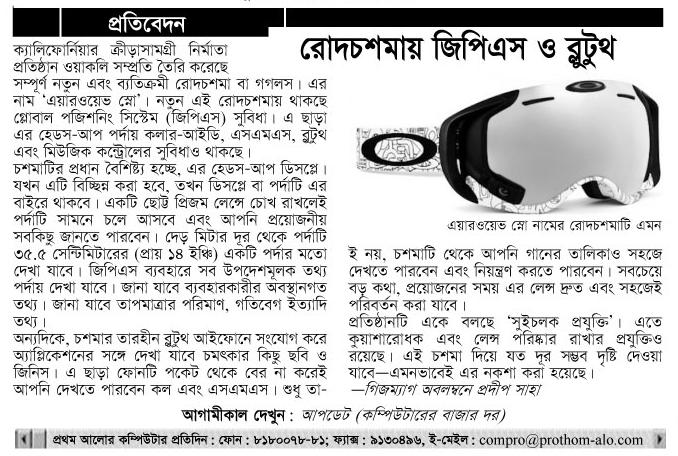 প্রতিবেদন
রোদচশমায় জিপিএস ও ব্লুটুথ
ক্যালিফোর্নিয়ার ক্রীড়াসামগ্রী নির্মাতা
প্রতিষ্ঠান ওয়াকলি সম্প্রতি তৈরি করেছে
সম্পূর্ণ নতুন এবং ব্যতিক্রমী রোদচশমা বা গগলস। এর
নাম ‘এয়ারওয়েভ স্নো’। নতুন এই রোদচশমায় থাকছে
গ্লোবাল পজিশনিং সিস্টেম (জিপিএস) সুবিধা। এ ছাড়া
এর হেডস-আপ পর্দায় কলার-আইডি, এসএমএস, ব্লুটুথ
এবং মিউজিক কন্ট্রোলের সুবিধাও থাকছে।
চশমাটির প্রধান বৈশিষ্ট্য হচ্ছে, এর হেডস-আপ ডিসপ্লে।
যখন এটি বিচ্ছিন্ন করা হবে, তখন ডিসপ্লে বা পর্দাটি এর
বাইরে থাকবে। একটি ছোট্ট প্রিজম লেন্সে চোখ রাখলেই
পর্দাটি সামনে চলে আসবে এবং আপনি প্রয়োজনীয়
সবকিছু জানতে পারবেন। দেড় মিটার দূর থেকে পর্দাটি
৩৫.৫ সেন্টিমিটারের (প্রায় ১৪ ইঞ্চি) একটি পর্দার মতো
দেখা যাবে। জিপিএস ব্যবহারে সব উপদেশমূলক তথ্য
পর্দায় দেখা যাবে। জানা যাবে ব্যবহারকারীর অবস্থানগত
তথ্য। জানা যাবে তাপমাত্রার পরিমাণ, গতিবেগ ইত্যাদি
তথ্য।
অন্যদিকে, চশমার তারহীন ব্লুটুথ আইফোনে সংযোগ করে
অ্যাপ্লিকেশনের সঙ্গে দেখা যাবে চমৎকার কিছু ছবি ও
জিনিস। এ ছাড়া ফোনটি পকেট থেকে বের না করেই
আপনি দেখতে পারবেন কল এবং এসএমএস। শুধু তা-
এয়ারওয়েভ স্নো নামের রোদচশমাটি এমন
ই নয়, চশমাটি থেকে আপনি গানের তালিকাও সহজে
দেখতে পারবেন এবং নিয়ন্ত্রণ করতে পারবেন। সবচেয়ে
বড় কথা, প্রয়োজনের সময় এর লেন্স দ্রুত এবং সহজেই
পরিবর্তন করা যাবে।
প্রতিষ্ঠানটি একে বলছে ‘সুইচলক প্রযুক্তি’। এতে
কুয়াশারোধক এবং লেন্স পরিষ্কার রাখার প্রযুক্তিও
রয়েছে। এই চশমা দিয়ে যত দূর সম্ভব দৃষ্টি দেওয়া
যাবে—এমনভাবেই এর নকশা করা হয়েছে।
—গিজম্যাগ অবলম্বনে প্রদীপ সাহা
আগামীকাল দেখুন : আপডেট (কম্পিউটারের বাজার দর)
প্রথম আলোর কম্পিউটার প্রতিদিন : ফোন : ৮১৮০০৭৮-৮১; ফ্যাক্স : ৯১৩০৪৯৬, ই-মেইল : compro@prothom-alo.com